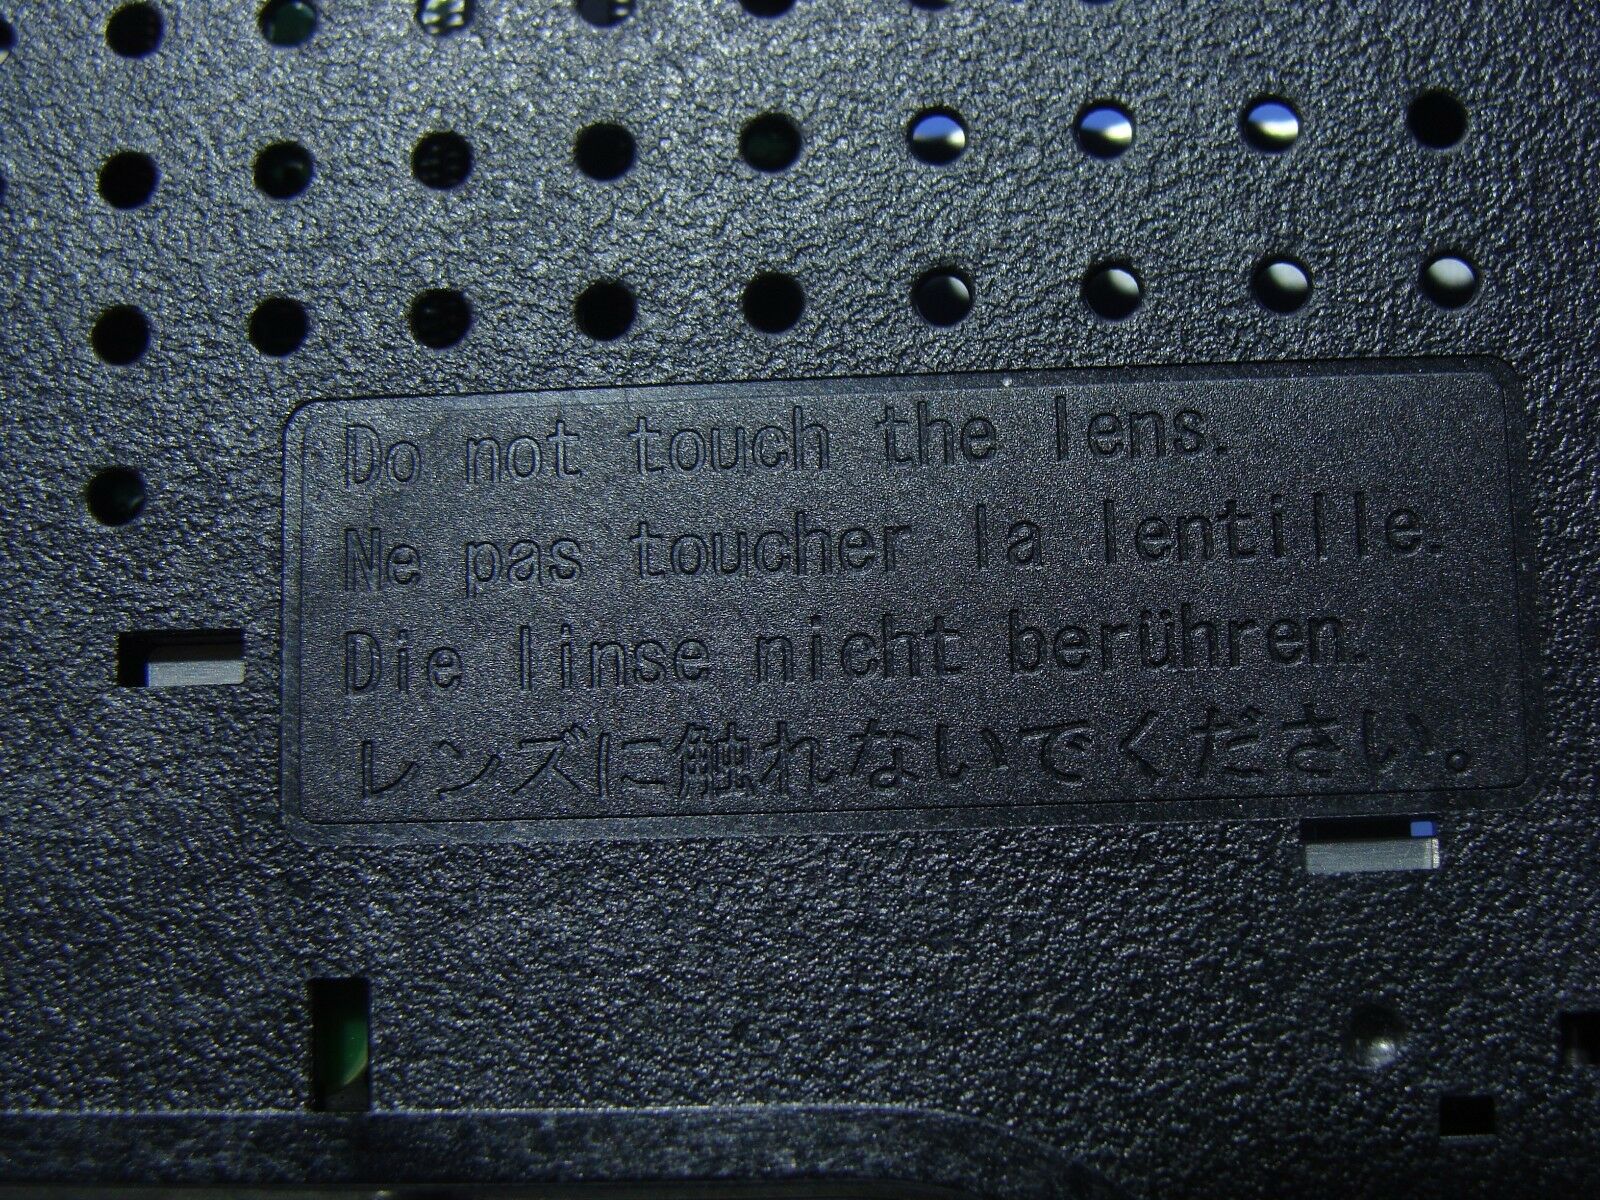 Do not touch the lens.
Ne pas toucher la lentille.
Die linse nicht berühren.
レンズに触れないでください。